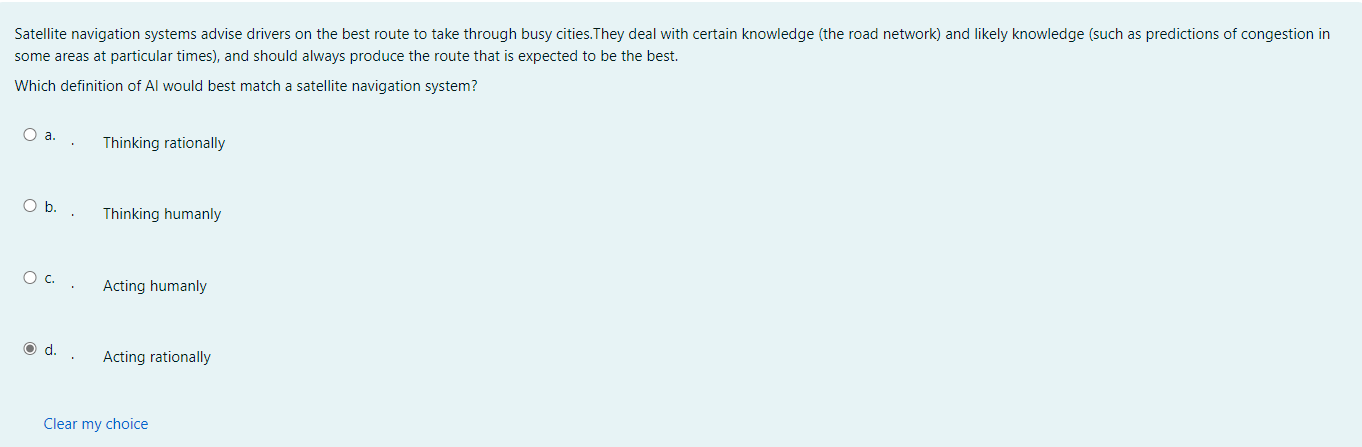 Satellite navigation systems advise drivers on the best route to take through busy cities.They deal with certain knowledge (the road network) and likely knowledge (such as predictions of congestion in
some areas at particular times), and should always produce the route that is expected to be the best.
Which definition of AI would best match a satellite navigation system?
a. . Thinking rationally
b. . Thinking humanly
c. . Acting humanly
d. . Acting rationally
Clear my choice